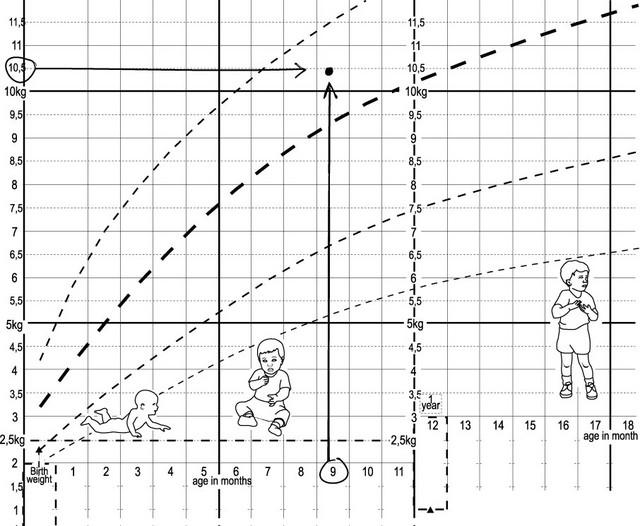 11,5 11,5
11 11
10,5 10,5
10kg 10kg
9,5 9,5
9 9
8,5 8,5
8 8
7,5 7,5
7 7
6,5 6,5
6 6
5,5 5,5
5kg 5kg
4,5 4,5
4 4
3,5 3,5
1
year
3 3
12 13 14 15 16 17 18
2,5kg 2,5kg
age in month
2
Birth
weight
1 2 3 4 5 6 7 8 9 10 11
age in months
1,5
1